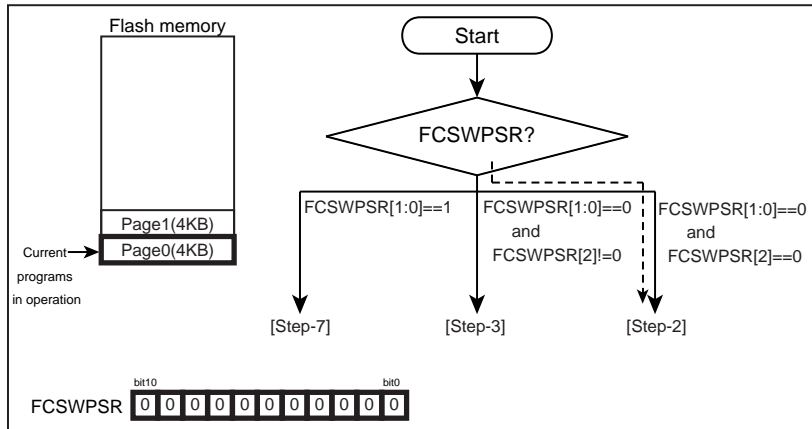 Flash memory
Start
FCSWPSR?
Page1(4KB)
Page0(4KB)
Current
programs
in operation
FCSWPSR[1:0]==1
FCSWPSR[1:0]==0
and
FCSWPSR[2]!=0
FCSWPSR[1:0]==0
and
FCSWPSR[2]==0
[Step-7]
[Step-3]
[Step-2]
bit10
bit0
FCSWPSR
0 0 0 0 0 0 0 0 0 0 0